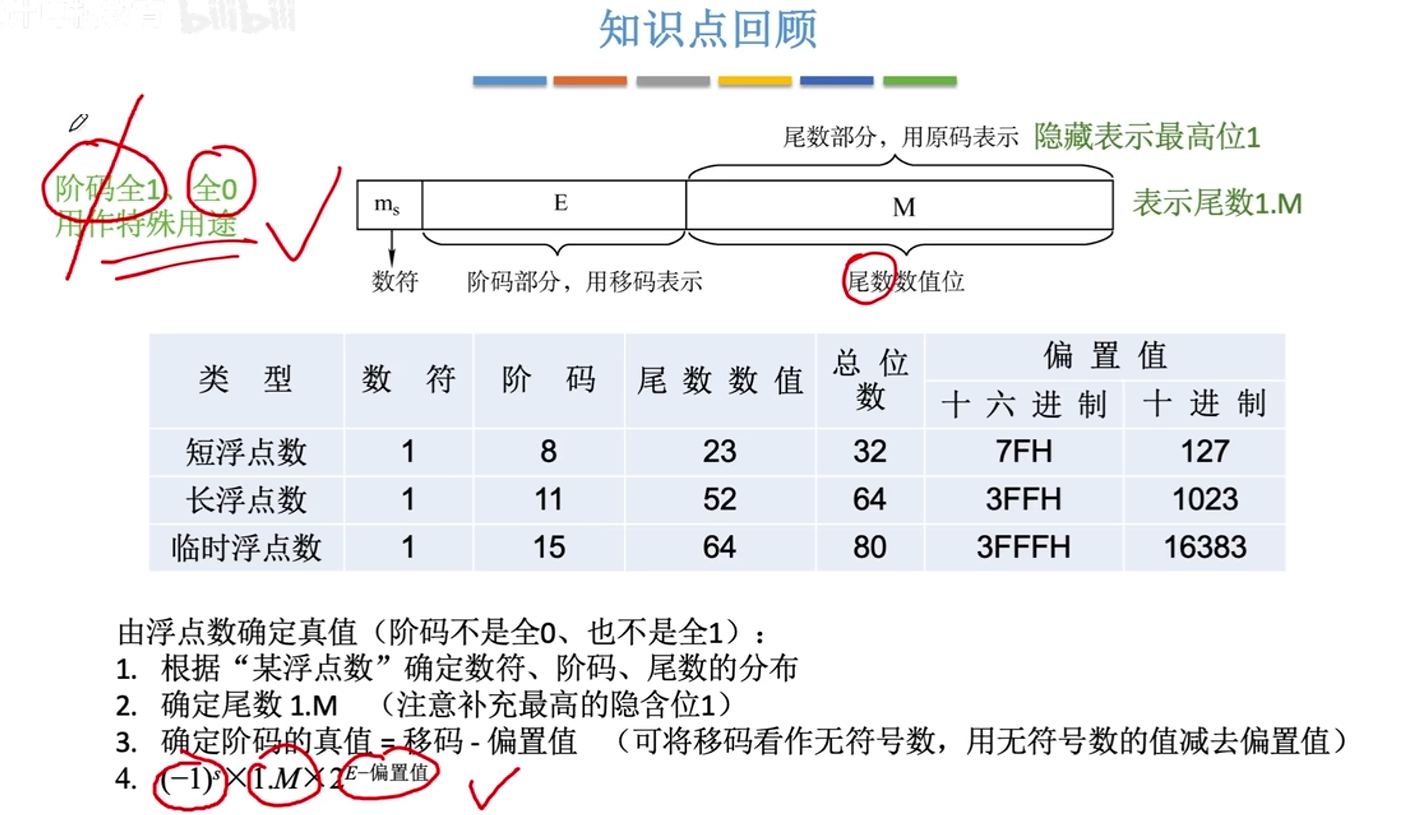 bilibili
知识点回顾
尾数部分，用原码表示 隐藏表示最高位1
阶码全1、全0
用作特殊用途
mₛ E M 表示尾数1.M
数符 阶码部分，用移码表示 尾数数值位
类 型 数 符 阶 码 尾 数 数 值 总 位 数 偏 置 值
十 六 进 制 十 进 制
短浮点数 1 8 23 32 7FH 127
长浮点数 1 11 52 64 3FFH 1023
临时浮点数 1 15 64 80 3FFFH 16383
由浮点数确定真值（阶码不是全0、也不是全1）：
1. 根据“某浮点数”确定数符、阶码、尾数的分布
2. 确定尾数 1.M （注意补充最高的隐含位1）
3. 确定阶码的真值 = 移码 - 偏置值 （可将移码看作无符号数，用无符号数的值减去偏置值）
4. (−1)ˢ×1.M×2^(E−偏置值)